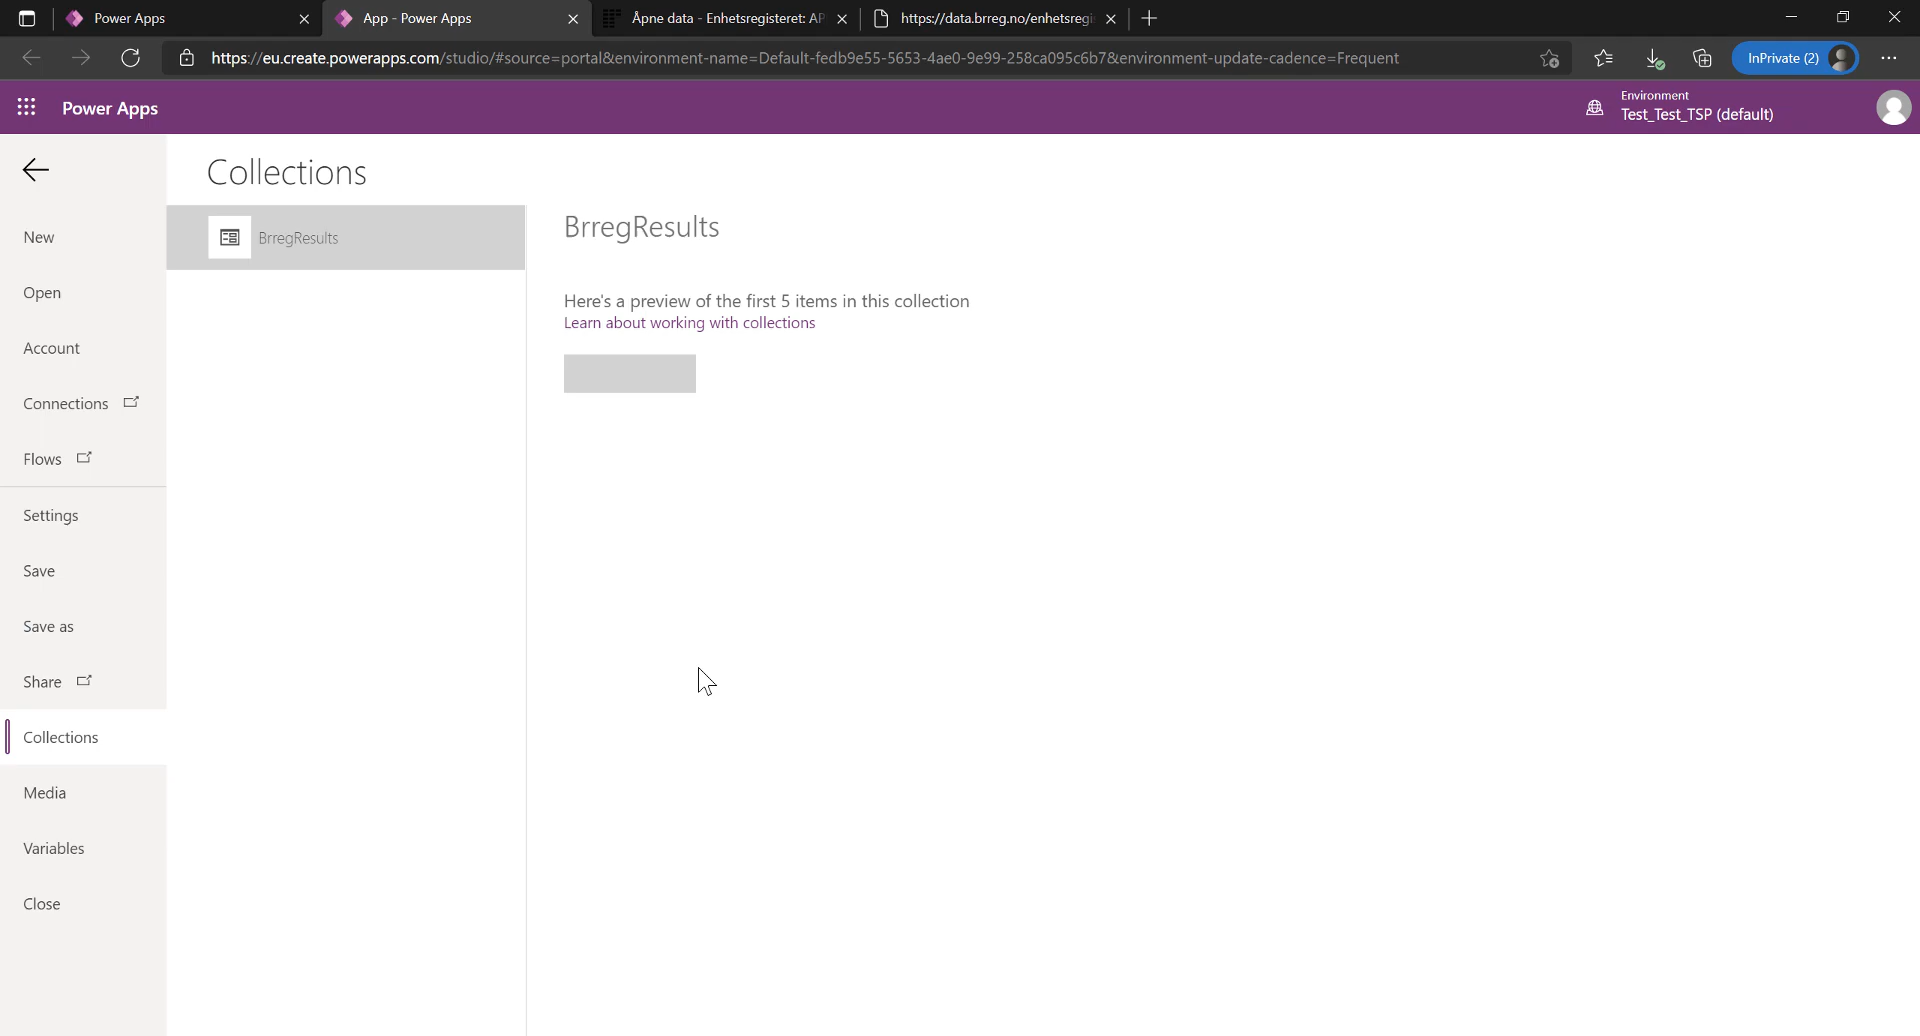 Power Apps
App - Power Apps
Åpne data - Enhetsregisteret: AP
https://data.brreg.no/enhetsregi
https://eu.create.powerapps.com/studio/#source=portal&environment-name=Default-fedb9e55-5653-4ae0-9e99-258ca095c6b7&environment-update-cadence=Frequent
InPrivate (2)
Power Apps
Environment
Test_Test_TSP (default)
New
Open
Account
Connections
Flows
Settings
Save
Save as
Share
Collections
Media
Variables
Close
Collections
BrregResults
BrregResults
Here's a preview of the first 5 items in this collection
Learn about working with collections